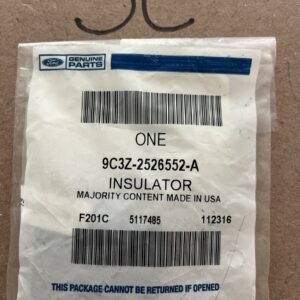 JC
Ford
GENUINE
PARTS
ONE
9C3Z-2526552-A
INSULATOR
MAJORITY CONTENT MADE IN USA
F201C 5117485 112316
THIS PACKAGE CANNOT BE RETURNED IF OPENED